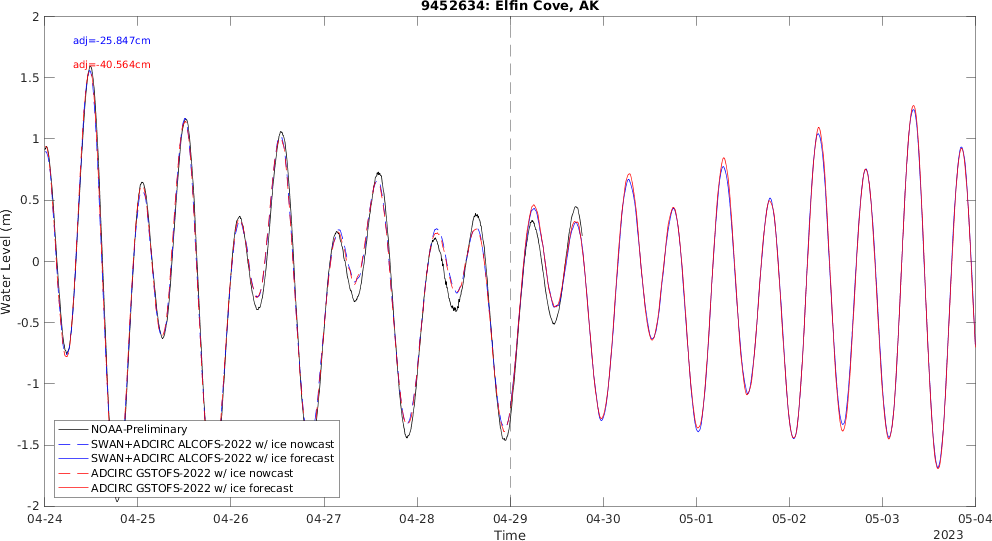 9452634: Elfin Cove, AK
2
adj=-25.847cm
adj=-40.564cm
1.5
1
0.5
0
-0.5
-1
-1.5
-2
Water Level (m)
NOAA-Preliminary
SWAN+ADCIRC ALCOFS-2022 w/ ice nowcast
SWAN+ADCIRC ALCOFS-2022 w/ ice forecast
ADCIRC GSTOFS-2022 w/ ice nowcast
ADCIRC GSTOFS-2022 w/ ice forecast
04-24 04-25 04-26 04-27 04-28 04-29 04-30 05-01 05-02 05-03 05-04
Time
2023